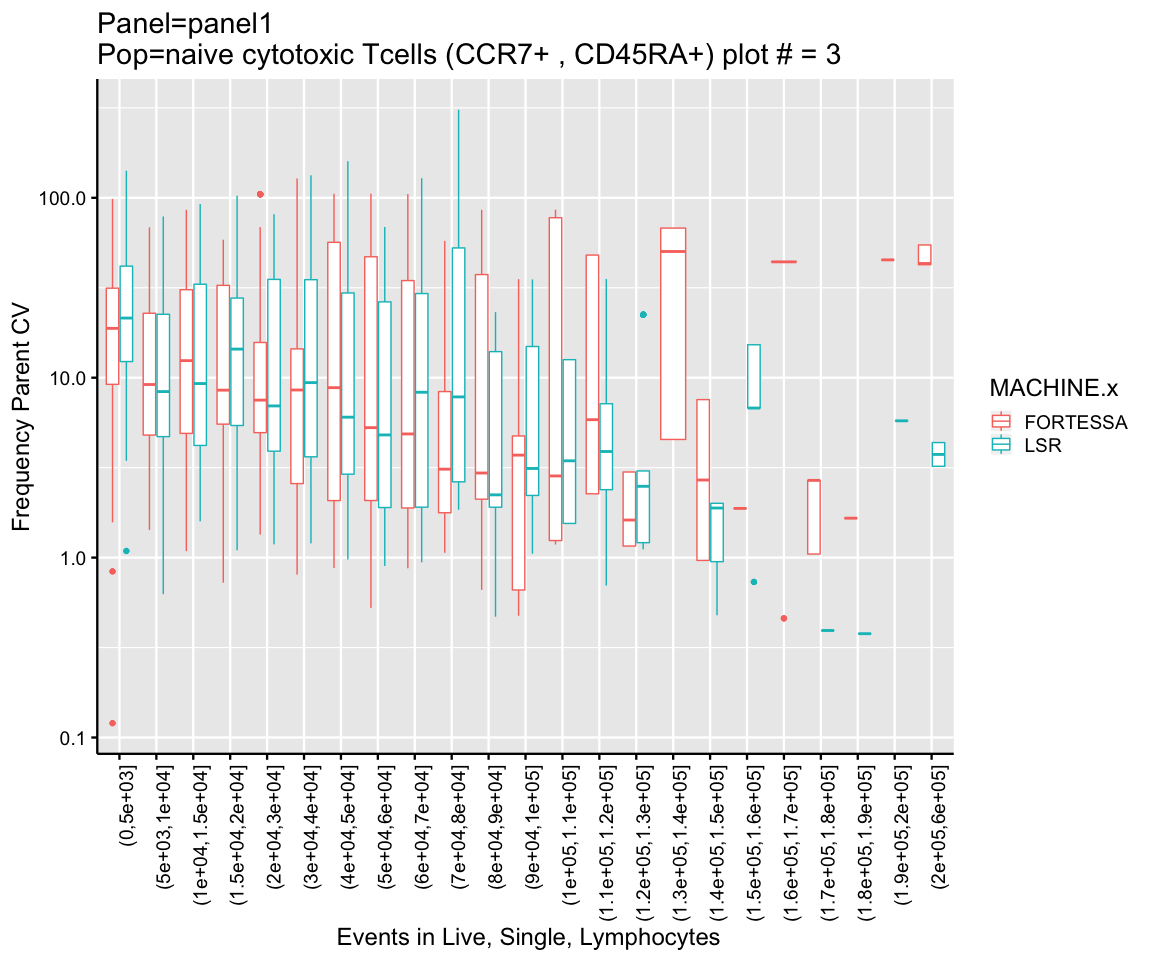 Panel=panel1
Pop=naive cytotoxic Tcells (CCR7+ , CD45RA+) plot # = 3
Frequency Parent CV
100.0
10.0
1.0
0.1
(0,5e+03]
(5e+03,1e+04]
(1e+04,1.5e+04]
(1.5e+04,2e+04]
(2e+04,3e+04]
(3e+04,4e+04]
(4e+04,5e+04]
(5e+04,6e+04]
(6e+04,7e+04]
(7e+04,8e+04]
(8e+04,9e+04]
(9e+04,1e+05]
(1e+05,1.1e+05]
(1.1e+05,1.2e+05]
(1.2e+05,1.3e+05]
(1.3e+05,1.4e+05]
(1.4e+05,1.5e+05]
(1.5e+05,1.6e+05]
(1.6e+05,1.7e+05]
(1.7e+05,1.8e+05]
(1.8e+05,1.9e+05]
(1.9e+05,2e+05]
(2e+05,6e+05]
Events in Live, Single, Lymphocytes
MACHINE.x
FORTESSA
LSR